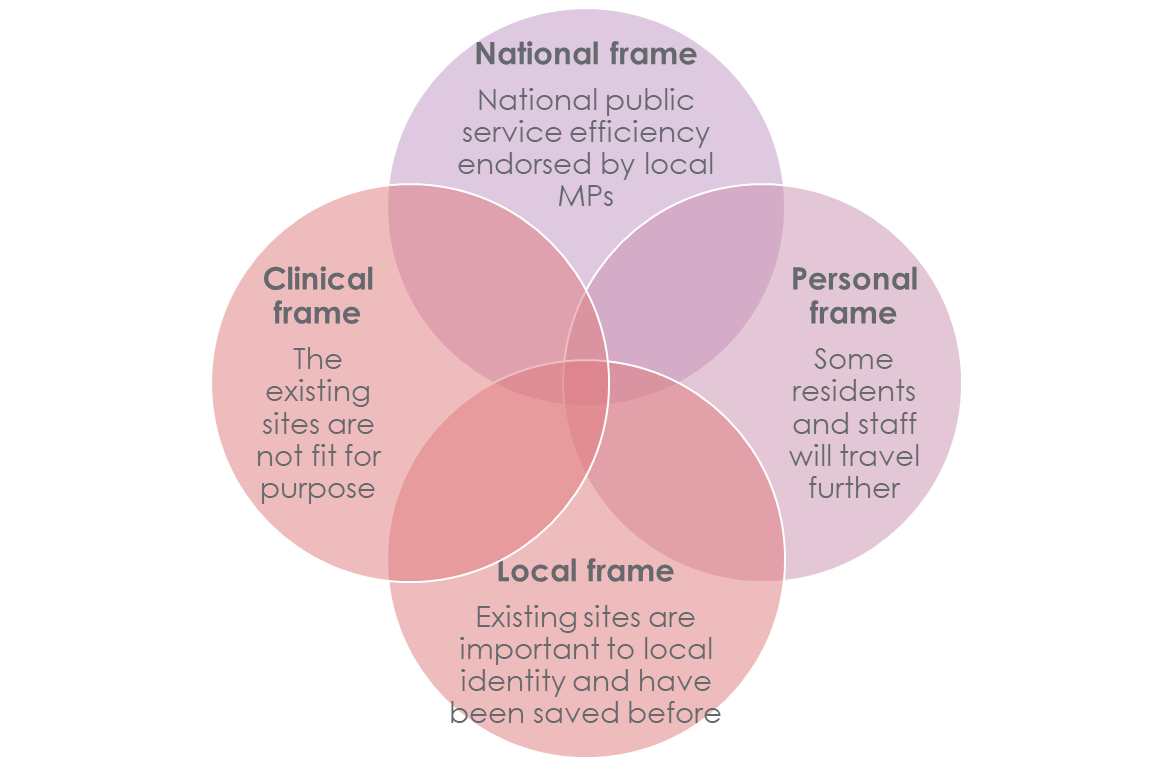 National frame
National public
service efficiency
endorsed by local
MPs
Clinical
frame
The
existing
sites are
not fit for
purpose
Personal
frame
Some
residents
and staff
will travel
further
Local frame
Existing sites are
important to local
identity and have
been saved before